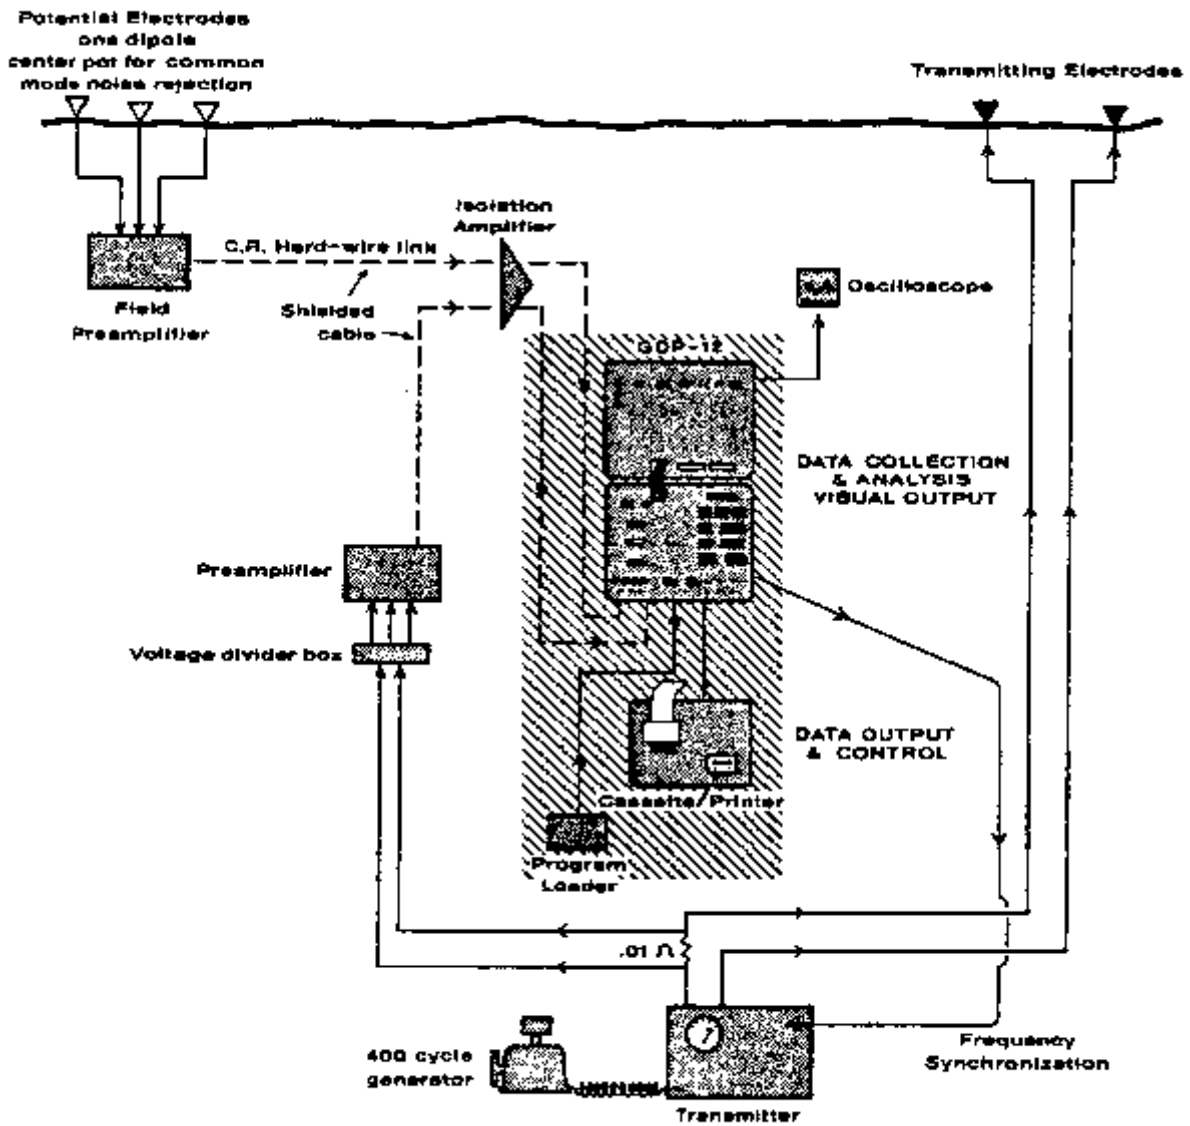 Potential Electrodes
one dipole
center pot for common
mode noise rejection
Transmitting Electrodes
Isolation
Amplifier
C.R. Hard-wire link
Shielded
cable
Field
Preamplifier
Oscilloscope
GDP-12
DATA COLLECTION
& ANALYSIS
VISUAL OUTPUT
Preamplifier
Voltage divider box
DATA OUTPUT
& CONTROL
Cassette/Printer
Program
Loader
.01 Ω
400 cycle
generator
Frequency
Synchronization
Transmitter